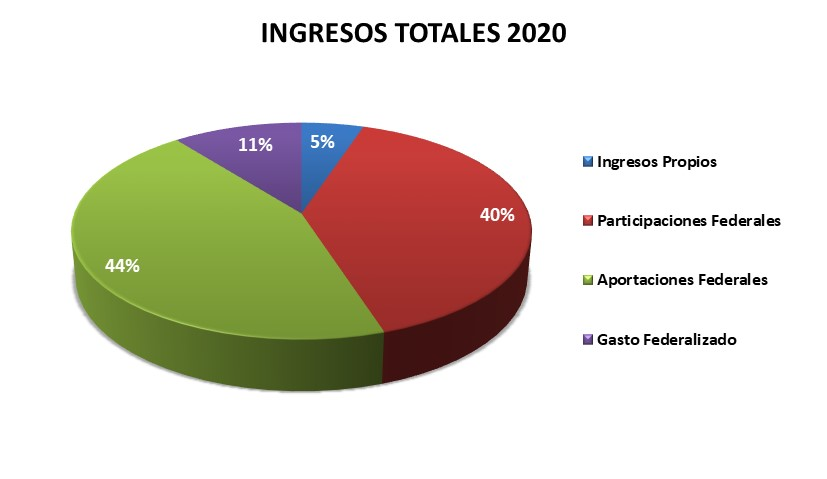 INGRESOS TOTALES 2020
11%
5%
40%
44%
Ingresos Propios
Participaciones Federales
Aportaciones Federales
Gasto Federalizado